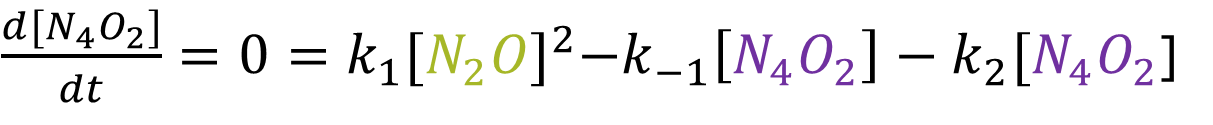 d[N₄O₂]/dt = 0 = k₁[N₂O]²−k₋₁[N₄O₂] − k₂[N₄O₂]